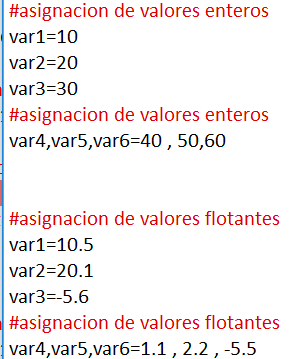 #asignacion de valores enteros
var1=10
var2=20
var3=30
#asignacion de valores enteros
var4,var5,var6=40 , 50,60
#asignacion de valores flotantes
var1=10.5
var2=20.1
var3=-5.6
#asignacion de valores flotantes
var4,var5,var6=1.1 , 2.2 , -5.5